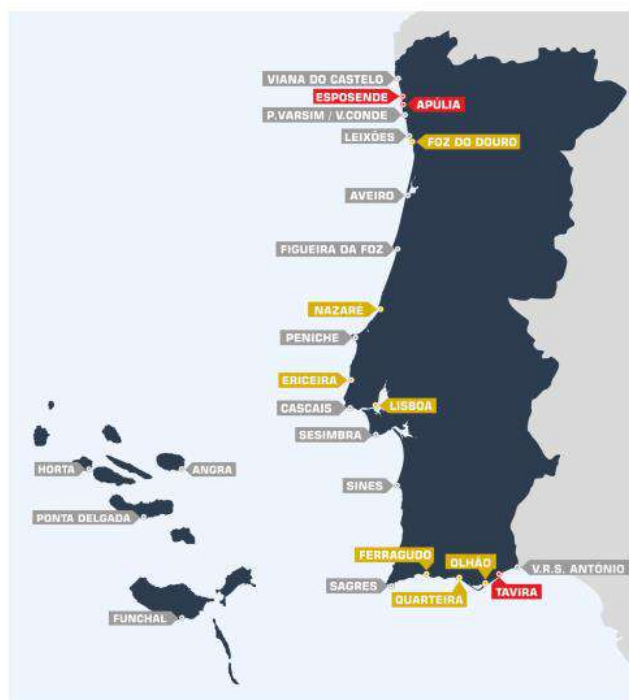 VIANA DO CASTELO
ESPOSENDE
APÚLIA
P.VARSIM / V.CONDE
LEIXÕES
FOZ DO DOURO
AVEIRO
FIGUEIRA DA FOZ
NAZARÉ
PENICHE
ERICEIRA
CASCAIS
LISBOA
SESIMBRA
HORTA
ANGRA
SINES
PONTA DELGADA
FERRAGUDO
OLHÃO
V.R.S. ANTÓNIO
SAGRES
QUARTEIRA
TAVIRA
FUNCHAL